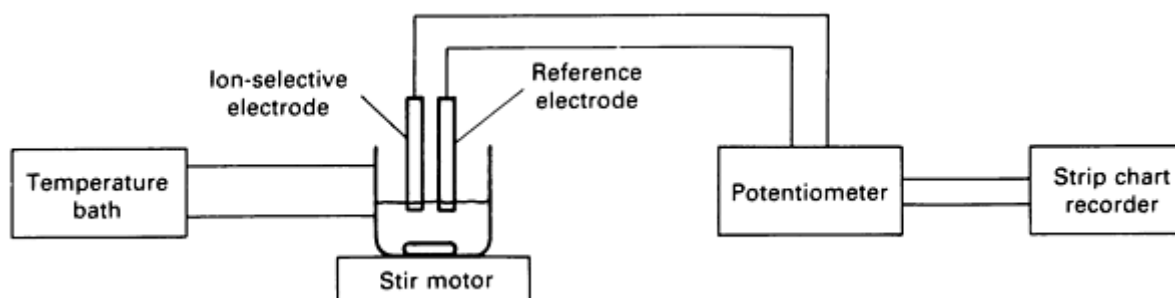 Ion-selective
electrode
Reference
electrode
Temperature
bath
Potentiometer
Strip chart
recorder
Stir motor